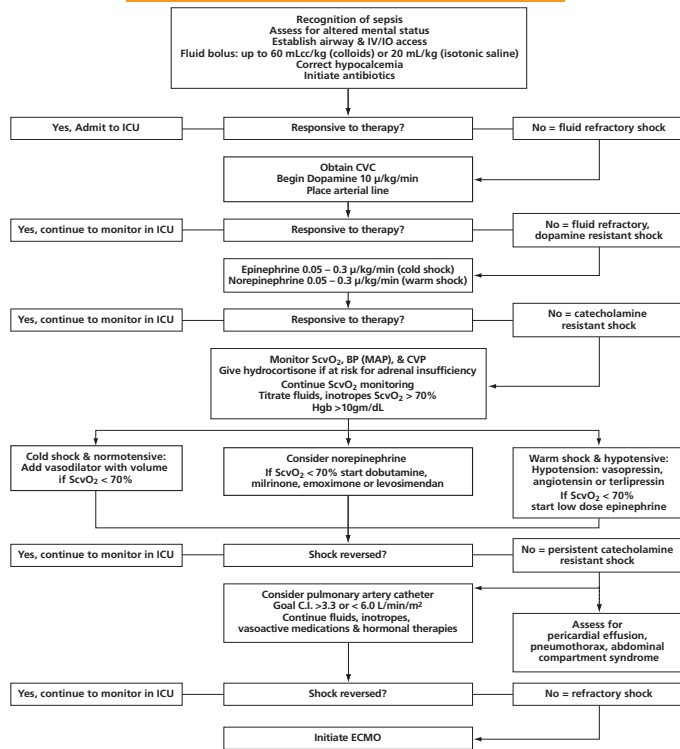 Recognition of sepsis
Assess for altered mental status
Establish airway & IV/IO access
Fluid bolus: up to 60 mLcc/kg (colloids) or 20 mL/kg (isotonic saline)
Correct hypocalcemia
Initiate antibiotics
Yes, Admit to ICU
Responsive to therapy?
No = fluid refractory shock
Obtain CVC
Begin Dopamine 10 µ/kg/min
Place arterial line
Yes, continue to monitor in ICU
Responsive to therapy?
No = fluid refractory,
dopamine resistant shock
Epinephrine 0.05 – 0.3 µ/kg/min (cold shock)
Norepinephrine 0.05 – 0.3 µ/kg/min (warm shock)
Yes, continue to monitor in ICU
Responsive to therapy?
No = catecholamine
resistant shock
Monitor ScvO₂, BP (MAP), & CVP
Give hydrocortisone if at risk for adrenal insufficiency
Continue ScvO₂ monitoring
Titrate fluids, inotropes ScvO₂ > 70%
Hgb >10gm/dL
Cold shock & normotensive:
Add vasodilator with volume
if ScvO₂ < 70%
Consider norepinephrine
If ScvO₂ < 70% start dobutamine,
milrinone, emoximone or levosimendan
Warm shock & hypotensive:
Hypotension: vasopressin,
angiotensin or terlipressin
If ScvO₂ < 70%
start low dose epinephrine
Yes, continue to monitor in ICU
Shock reversed?
No = persistent catecholamine
resistant shock
Consider pulmonary artery catheter
Goal C.I. >3.3 or < 6.0 L/min/m²
Continue fluids, inotropes,
vasoactive medications & hormonal therapies
Assess for
pericardial effusion,
pneumothorax, abdominal
compartment syndrome
Yes, continue to monitor in ICU
Shock reversed?
No = refractory shock
Initiate ECMO